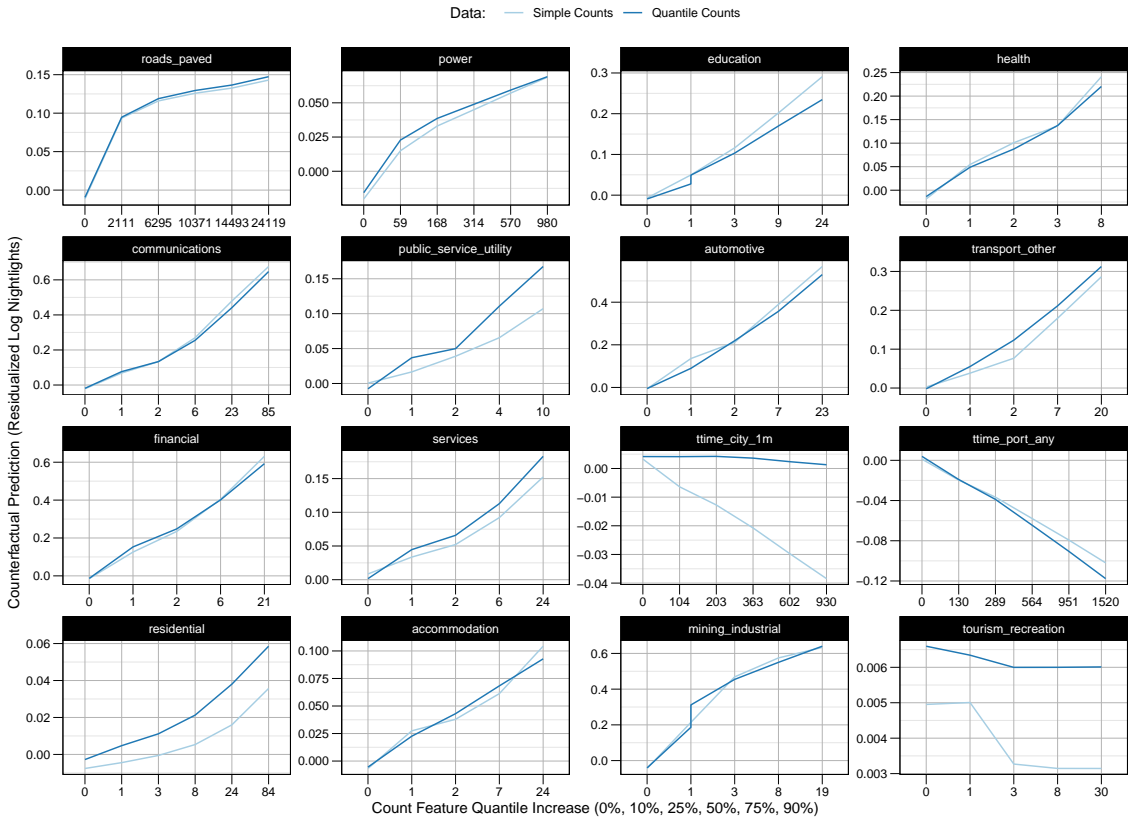 Data: Simple Counts Quantile Counts
roads_paved power education health
0.15 0.10 0.05 0.00
0.050 0.025 0.000
0.3 0.2 0.1 0.0
0.25 0.20 0.15 0.10 0.05 0.00
0 2111 6295 10371 14493 24119
0 59 168 314 570 980
0 1 3 9 24
0 1 2 3 8
communications public_service_utility automotive transport_other
0.6 0.4 0.2 0.0
0.15 0.10 0.05 0.00
0.4 0.2 0.0
0.3 0.2 0.1 0.0
0 1 2 6 23 85
0 1 2 4 10
0 1 2 7 23
0 1 2 7 20
financial services ttime_city_1m ttime_port_any
0.6 0.4 0.2 0.0
0.15 0.10 0.05 0.00
0.00 −0.01 −0.02 −0.03 −0.04
0.00 −0.04 −0.08 −0.12
0 1 2 6 21
0 1 2 6 24
0 104 203 363 602 930
0 130 289 564 951 1520
residential accommodation mining_industrial tourism_recreation
0.06 0.04 0.02 0.00
0.100 0.075 0.050 0.025 0.000
0.6 0.4 0.2 0.0
0.006 0.005 0.004 0.003
0 1 3 8 24 84
0 1 2 7 24
0 1 3 8 19
0 1 3 8 30
Counterfactual Prediction (Residualized Log Nightlights)
Count Feature Quantile Increase (0%, 10%, 25%, 50%, 75%, 90%)